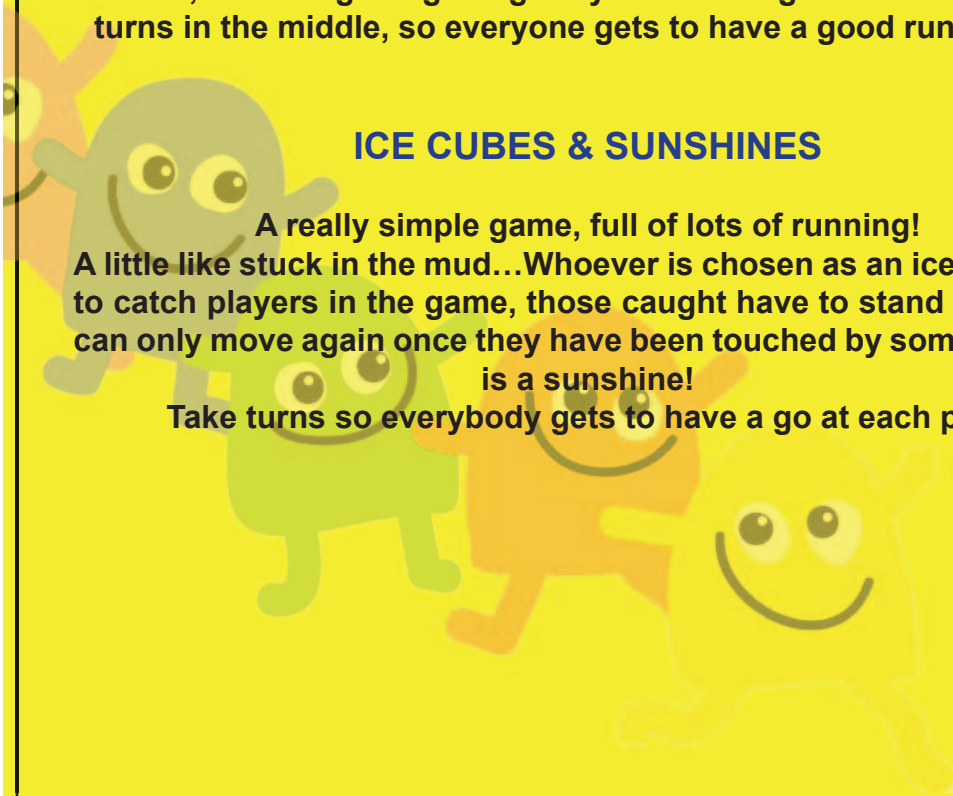 turns in the middle, so everyone gets to have a good run
ICE CUBES & SUNSHINES
A really simple game, full of lots of running!
A little like stuck in the mud…Whoever is chosen as an ice
to catch players in the game, those caught have to stand
can only move again once they have been touched by som
is a sunshine!
Take turns so everybody gets to have a go at each p